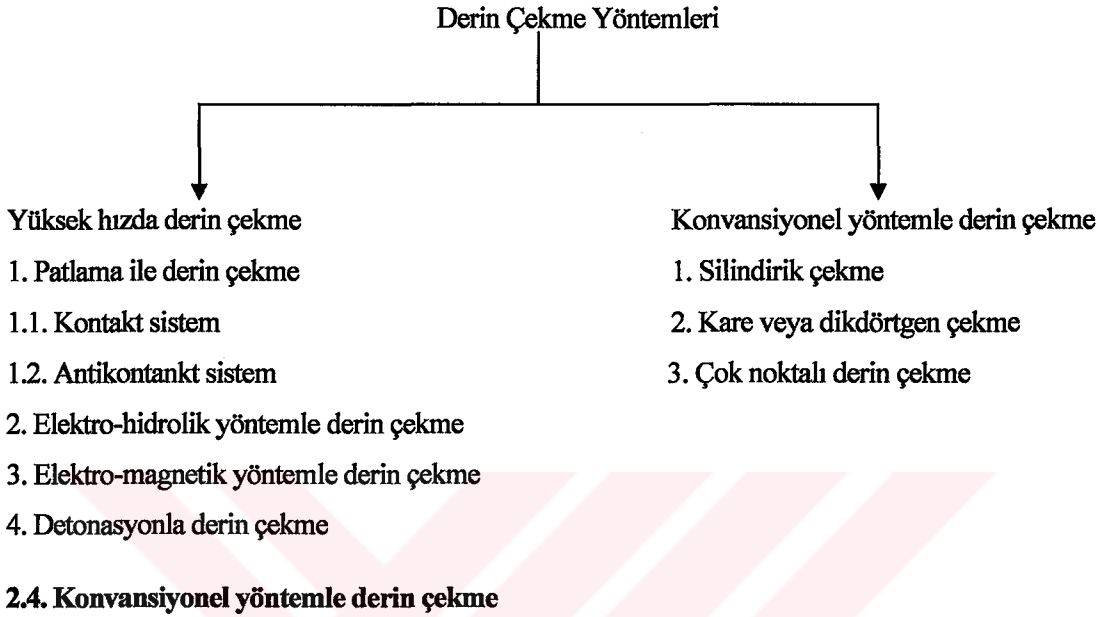 Derin Çekme Yöntemleri
Yüksek hızda derin çekme
1. Patlama ile derin çekme
1.1. Kontakt sistem
1.2. Antikontankt sistem
2. Elektro-hidrolik yöntemle derin çekme
3. Elektro-magnetik yöntemle derin çekme
4. Detonasyonla derin çekme
Konvansiyonel yöntemle derin çekme
1. Silindirik çekme
2. Kare veya dikdörtgen çekme
3. Çok noktalı derin çekme
2.4. Konvansiyonel yöntemle derin çekme